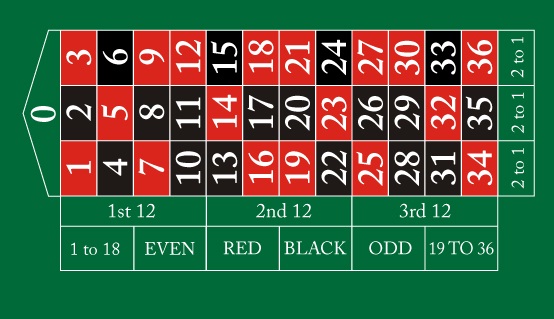 3 6 9 12 15 18 21 24 27 30 33 36 2 to 1
0 2 5 8 11 14 17 20 23 26 29 32 35 2 to 1
1 4 7 10 13 16 19 22 25 28 31 34 2 to 1
1st 12 2nd 12 3rd 12
1 to 18 EVEN RED BLACK ODD 19 TO 36